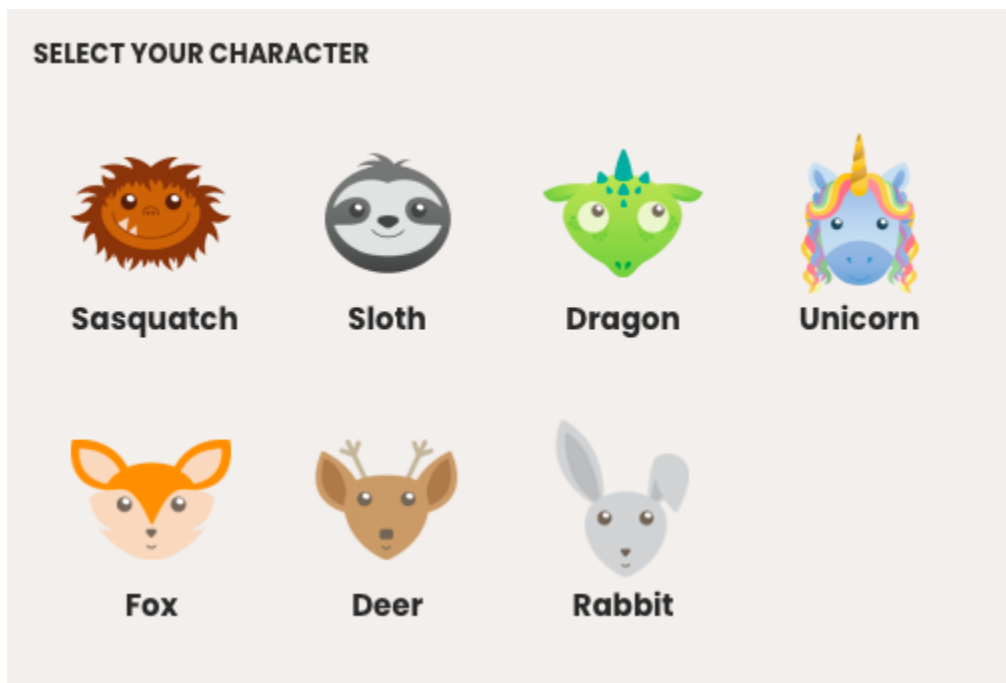 SELECT YOUR CHARACTER
Sasquatch Sloth Dragon Unicorn
Fox Deer Rabbit